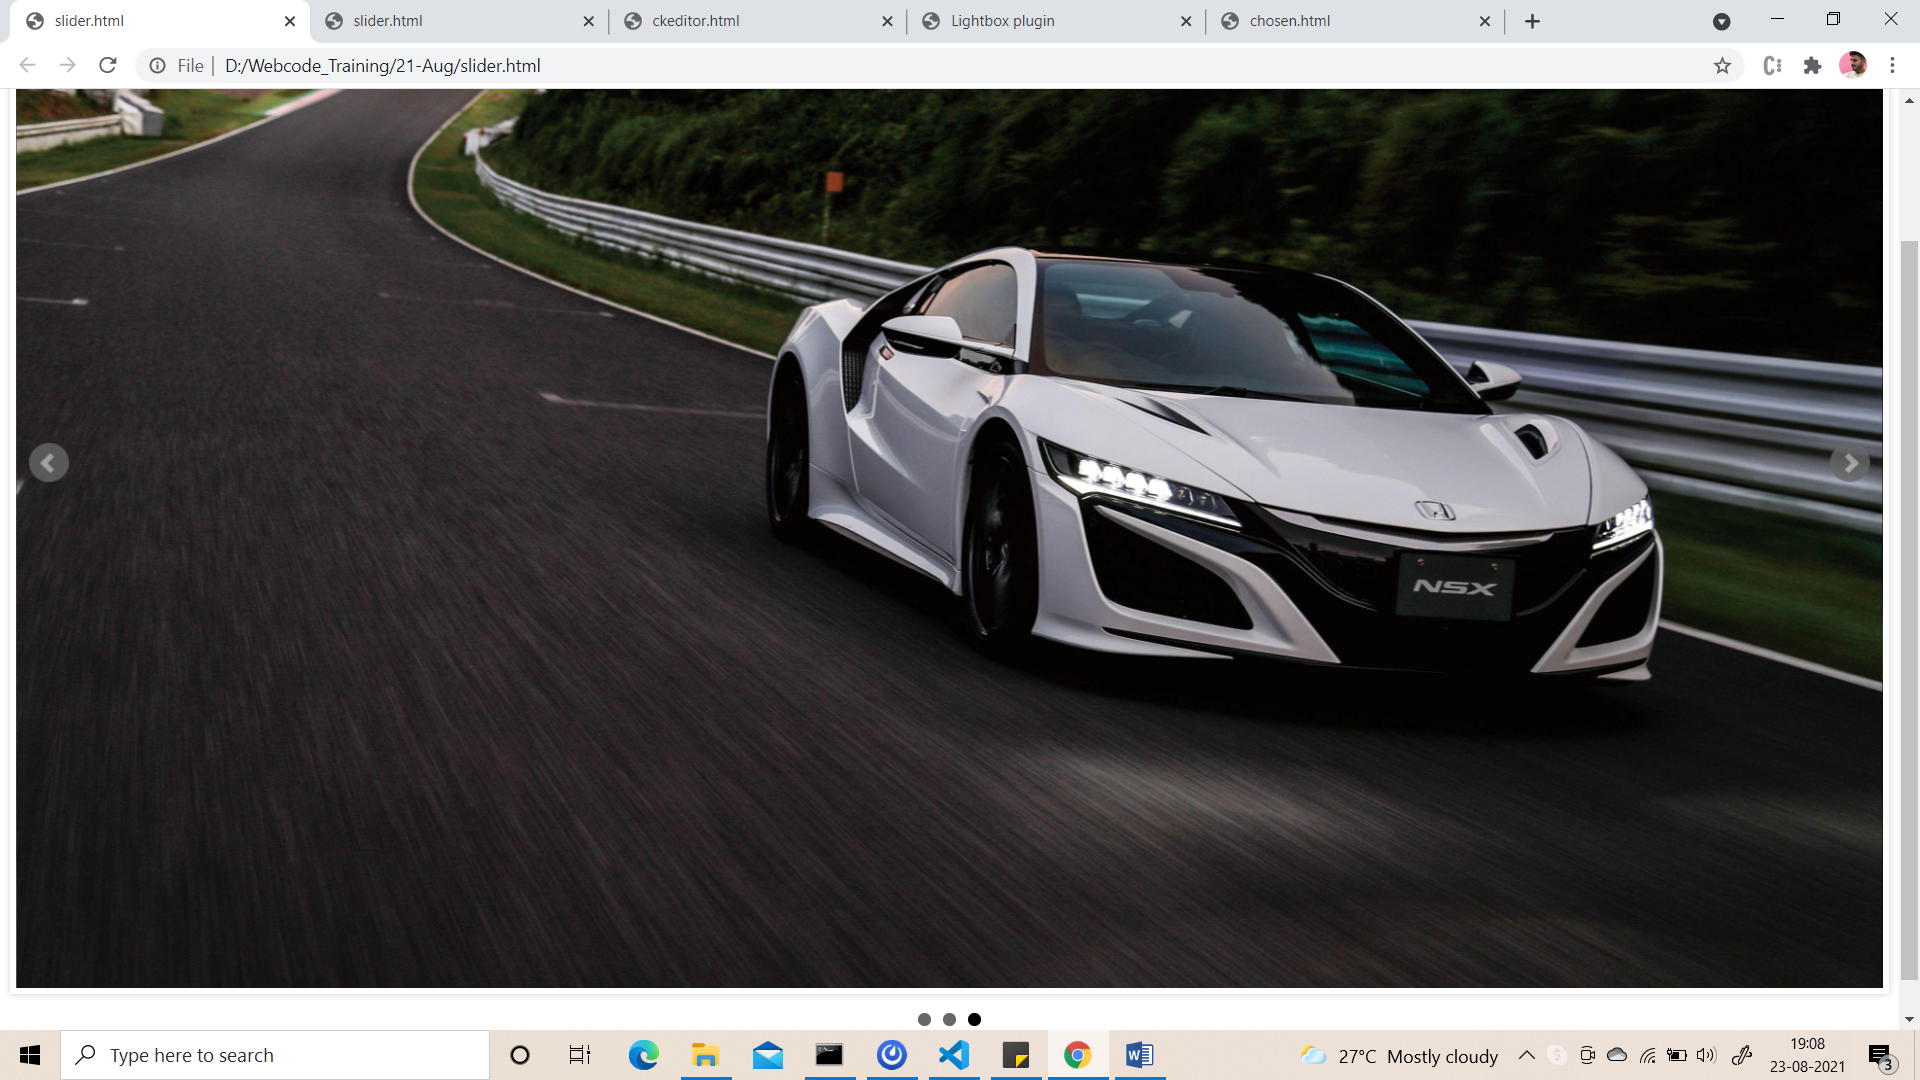 slider.html
slider.html
ckeditor.html
Lightbox plugin
chosen.html
File | D:/Webcode_Training/21-Aug/slider.html
NSX
Type here to search
27°C Mostly cloudy
19:08
23-08-2021
3